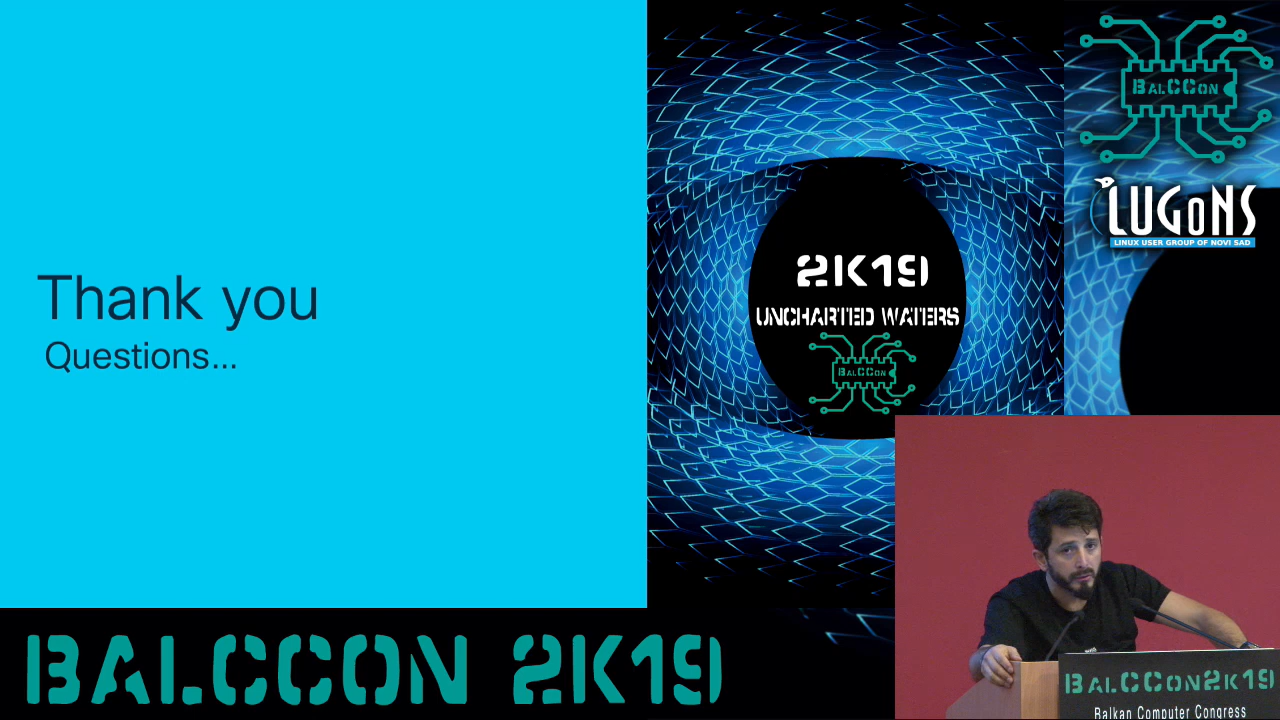 Thank you
Questions...
2K19
UNCHARTED WATERS
BALCCON
BALCCON
LUGONS
LINUX USER GROUP OF NOVI SAD
BALCCON2K19
Balkan Computer Congress
BALCCON 2K19